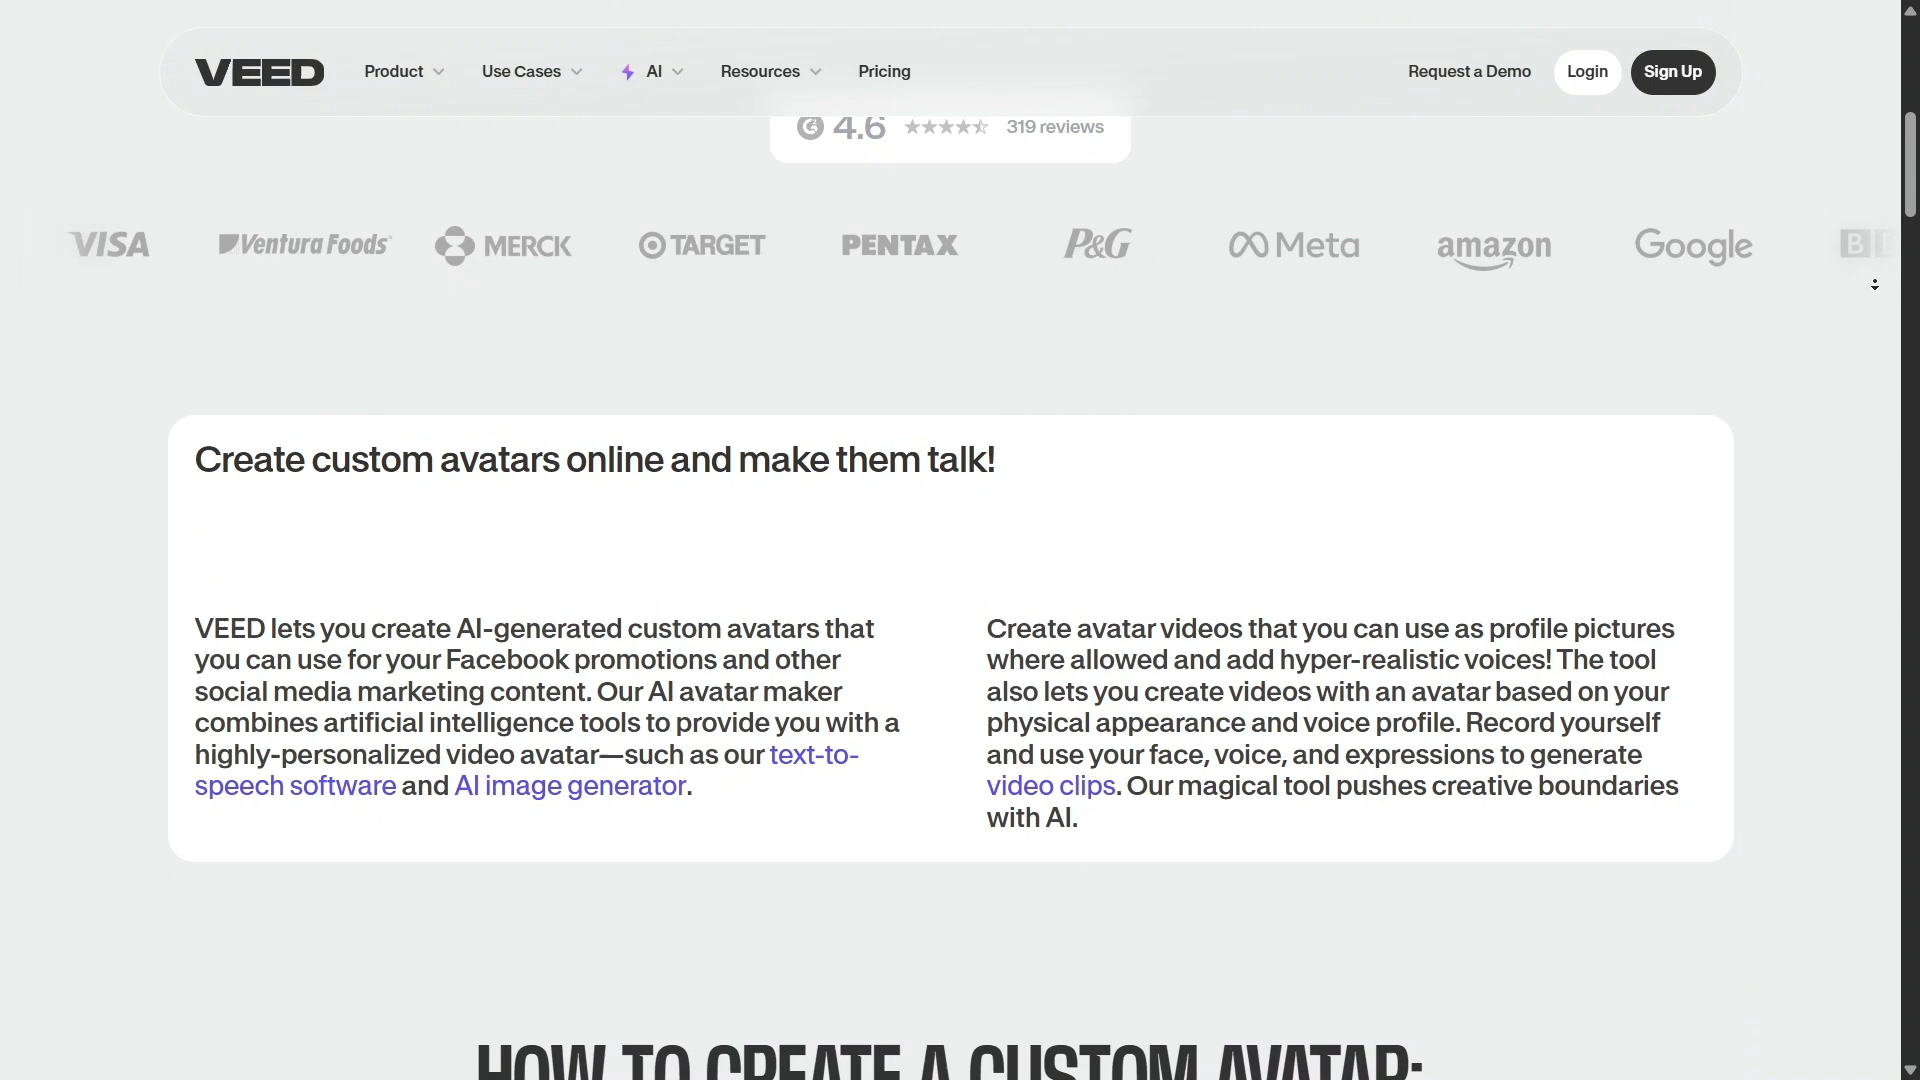 VEED Product Use Cases AI Resources Pricing Request a Demo Login Sign Up
4.6 319 reviews
VISA Ventura Foods MERCK TARGET PENTAX P&G Meta amazon Google B
Create custom avatars online and make them talk!
VEED lets you create AI-generated custom avatars that
you can use for your Facebook promotions and other
social media marketing content. Our AI avatar maker
combines artificial intelligence tools to provide you with a
highly-personalized video avatar—such as our text-to-
speech software and AI image generator.
Create avatar videos that you can use as profile pictures
where allowed and add hyper-realistic voices! The tool
also lets you create videos with an avatar based on your
physical appearance and voice profile. Record yourself
and use your face, voice, and expressions to generate
video clips. Our magical tool pushes creative boundaries
with AI.
HOW TO CREATE A CUSTOM AVATAR: